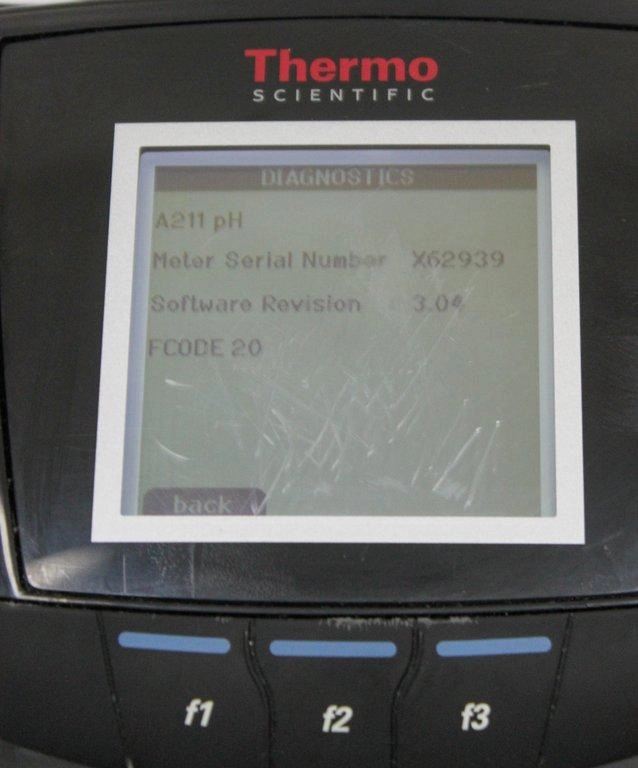 Thermo
SCIENTIFIC
DIAGNOSTICS
A211 pH
Meter Serial Number X62939
Software Revision 3.04
FCODE 20
back
f1 f2 f3